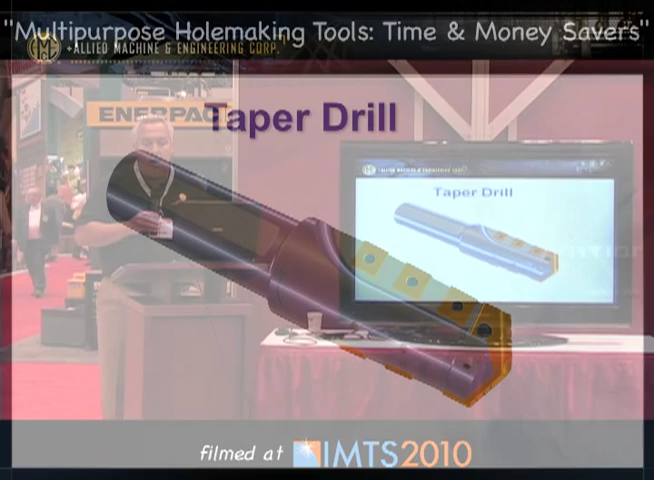 "Multipurpose Holemaking Tools: Time & Money Savers"
ALLIED MACHINE & ENGINEERING CORP.
ENERPAC
Taper Drill
Taper Drill
filmed at IMTS2010